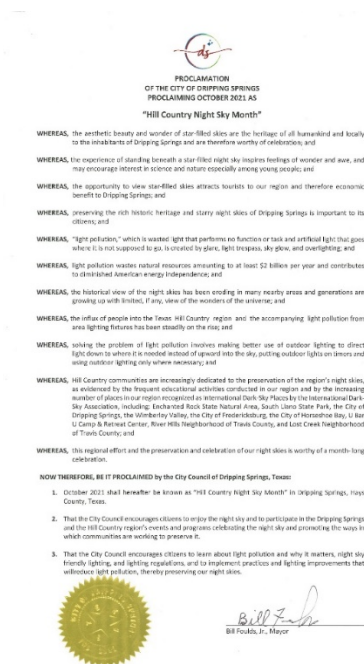 ds
PROCLAMATION
OF THE CITY OF DRIPPING SPRINGS
PROCLAIMING OCTOBER 2021 AS
"Hill Country Night Sky Month"
WHEREAS, the aesthetic beauty and wonder of star-filled skies are the heritage of all humankind and locally
to the inhabitants of Dripping Springs and are therefore worthy of celebration; and
WHEREAS, the experience of standing beneath a star-filled night sky inspires feelings of wonder and awe, and
may encourage interest in science and nature especially among young people; and
WHEREAS, the opportunity to view star-filled skies attracts tourists to our region and therefore economic
benefit to Dripping Springs; and
WHEREAS, preserving the rich historic heritage and starry night skies of Dripping Springs is important to its
citizens; and
WHEREAS, "light pollution," which is wasted light that performs no function or task and artificial light that goes
where it is not supposed to go, is created by glare, light trespass, sky glow, and overlighting; and
WHEREAS, light pollution wastes natural resources amounting to at least $2 billion per year and contributes
to diminished American energy independence; and
WHEREAS, the historical view of the night skies has been eroding in many nearby areas and generations are
growing up with limited, if any, view of the wonders of the universe; and
WHEREAS, the influx of people into the Texas Hill Country region and the accompanying light pollution from
area lighting fixtures has been steadily on the rise; and
WHEREAS, solving the problem of light pollution involves making better use of outdoor lighting to direct
light down to where it is needed instead of upward into the sky, putting outdoor lights on timers and
using outdoor lighting only where necessary; and
WHEREAS, Hill Country communities are increasingly dedicated to the preservation of the region's night skies,
as evidenced by the frequent educational activities conducted in our region and by the increasing
number of places in our region recognized as International Dark-Sky Places by the International Dark-
Sky Association, including: Enchanted Rock State Natural Area, South Llano State Park, the City of
Dripping Springs, the Wimberley Valley, the City of Fredericksburg, the City of Horseshoe Bay, U Bar
U Camp & Retreat Center, River Hills Neighborhood of Travis County, and Lost Creek Neighborhood
of Travis County; and
WHEREAS, this regional effort and the preservation and celebration of our night skies is worthy of a month-long
celebration.
NOW THEREFORE, BE IT PROCLAIMED by the City Council of Dripping Springs, Texas:
1. October 2021 shall hereafter be known as "Hill Country Night Sky Month" in Dripping Springs, Hays
County, Texas.
2. That the City Council encourages citizens to enjoy the night sky and to participate in the Dripping Springs
and the Hill Country region's events and programs celebrating the night sky and promoting the ways in
which communities are working to preserve it.
3. That the City Council encourages citizens to learn about light pollution and why it matters, night sky
friendly lighting, and lighting regulations, and to implement practices and lighting improvements that
willreduce light pollution, thereby preserving our night skies.
Bill Foulds, Jr., Mayor